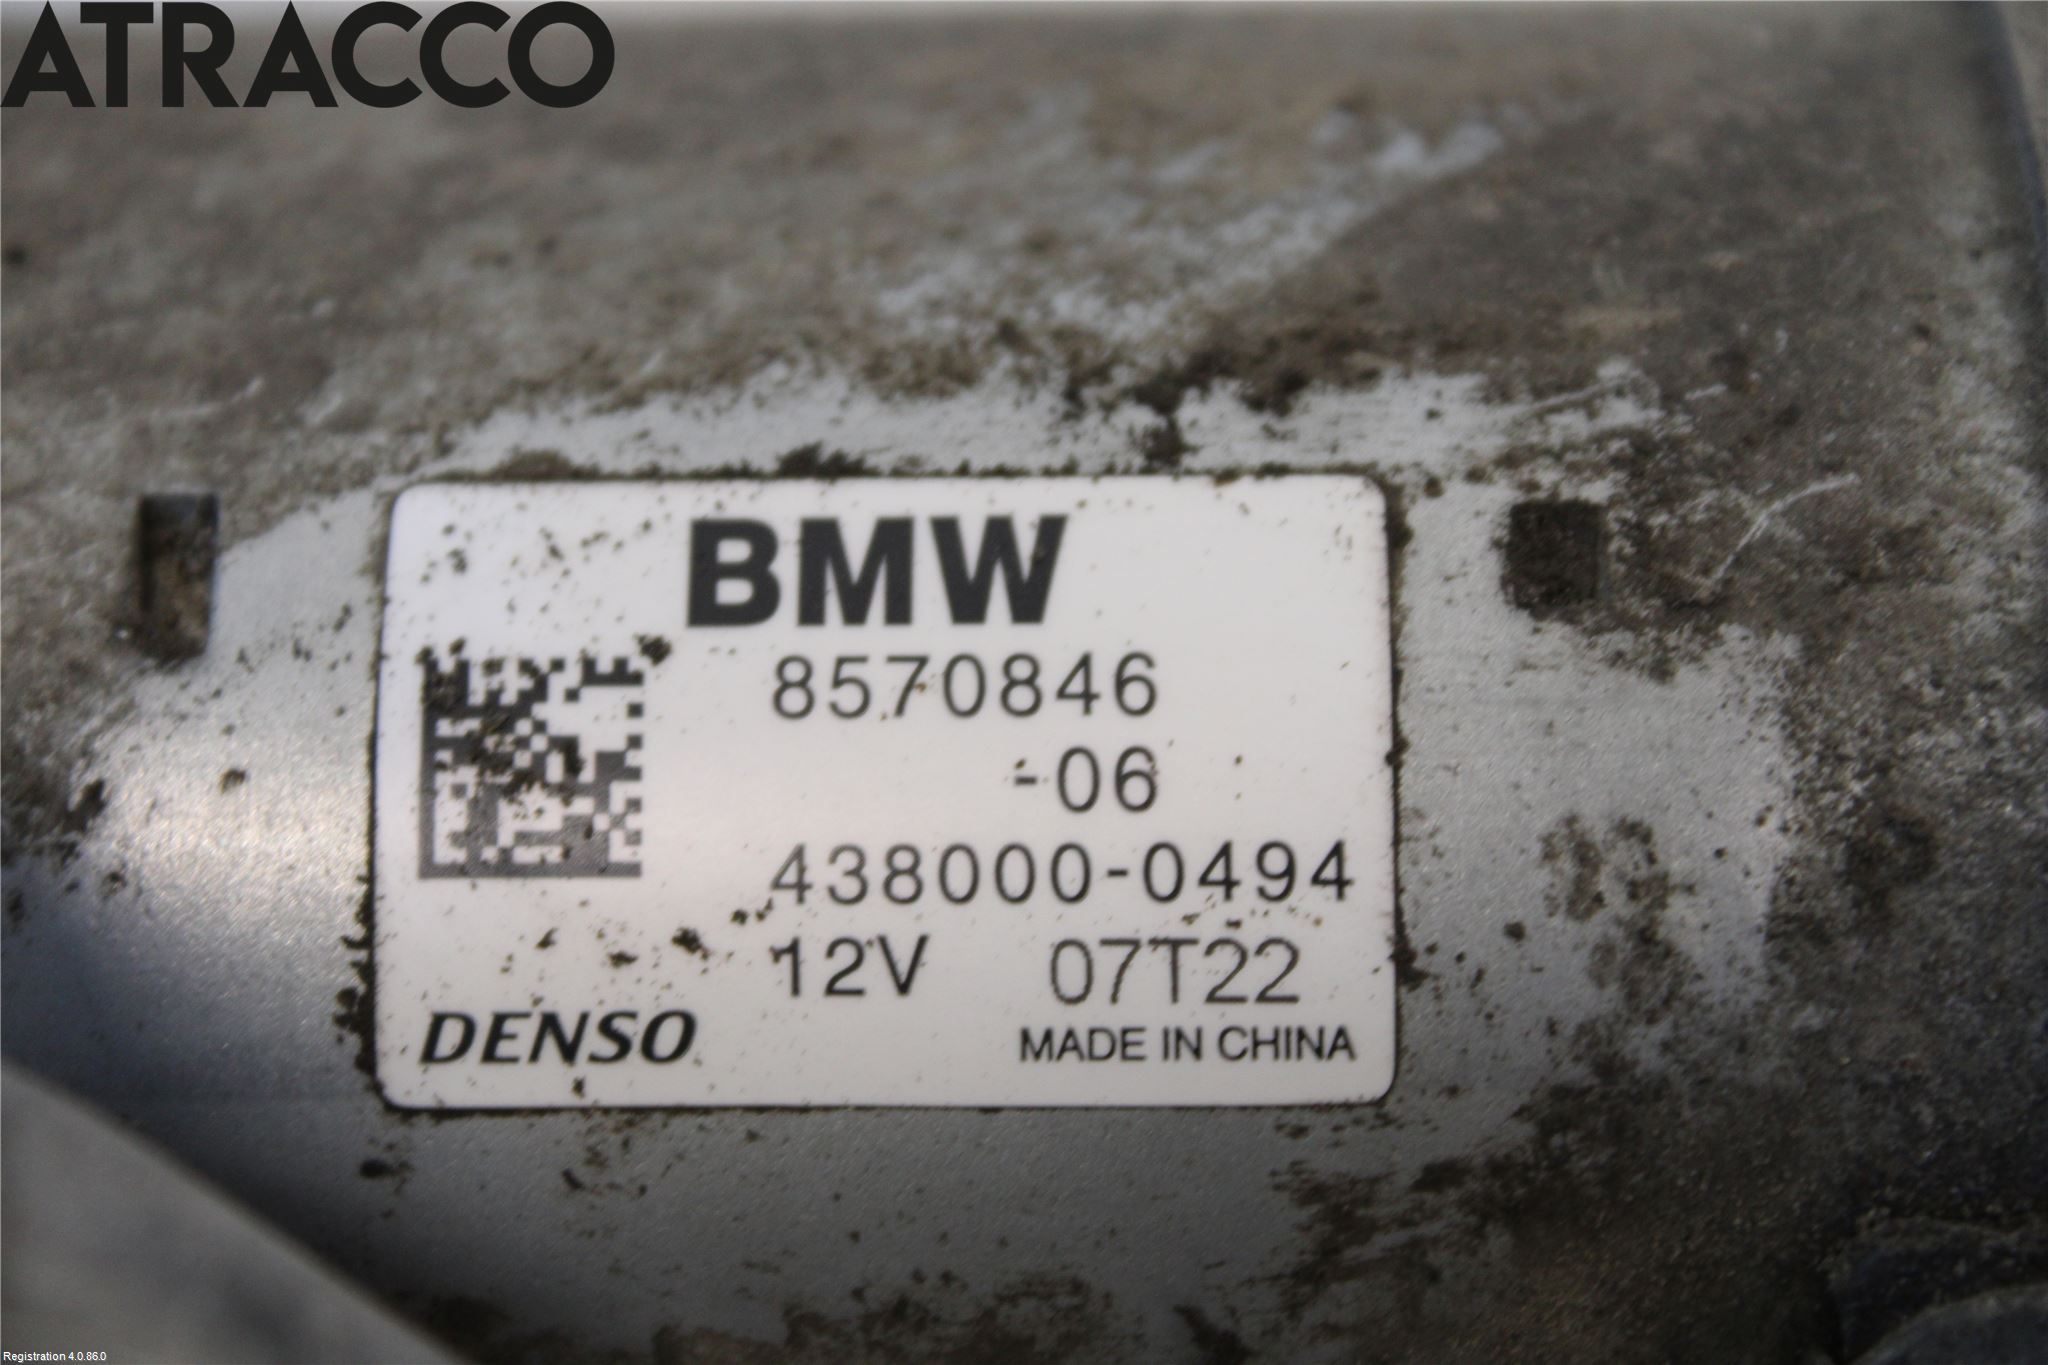 ATRACCO
BMW
8570846
-06
438000-0494
12V 07T22
DENSO MADE IN CHINA
Registration 4.0.86.0